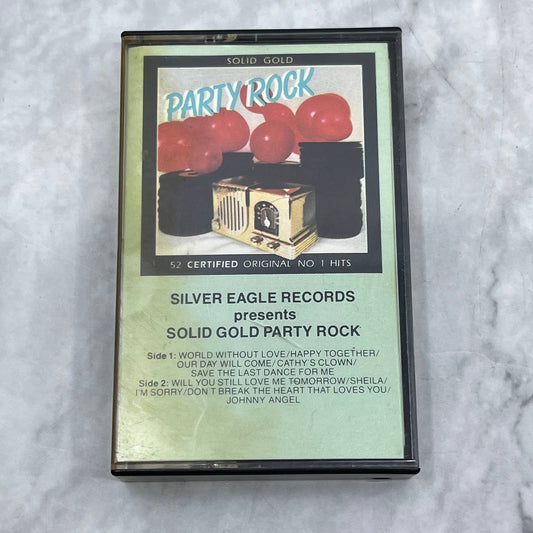 SOLID GOLD
PARTY ROCK
52 CERTIFIED ORIGINAL NO. 1 HITS
SILVER EAGLE RECORDS
presents
SOLID GOLD PARTY ROCK
Side 1: WORLD WITHOUT LOVE/HAPPY TOGETHER/
OUR DAY WILL COME/CATHY'S CLOWN/
SAVE THE LAST DANCE FOR ME
Side 2: WILL YOU STILL LOVE ME TOMORROW/SHEILA/
I'M SORRY/DON'T BREAK THE HEART THAT LOVES YOU/
JOHNNY ANGEL